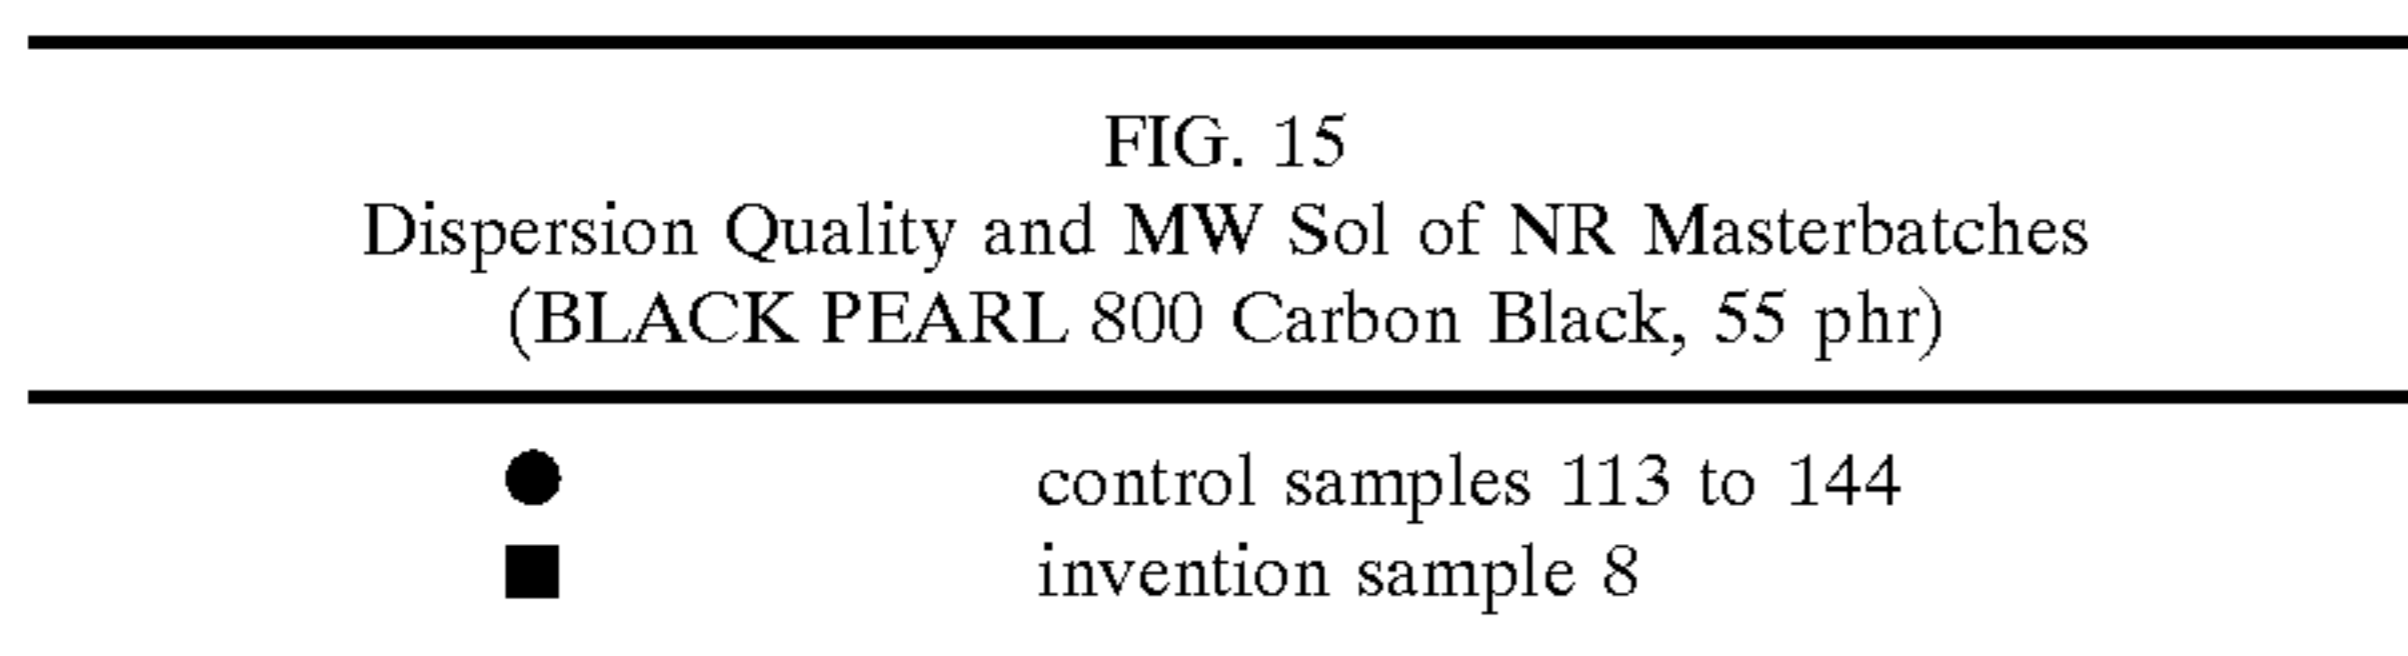 FIG. 15
Dispersion Quality and MW Sol of NR Masterbatches
(BLACK PEARL 800 Carbon Black, 55 phr)
● control samples 113 to 144
■ invention sample 8